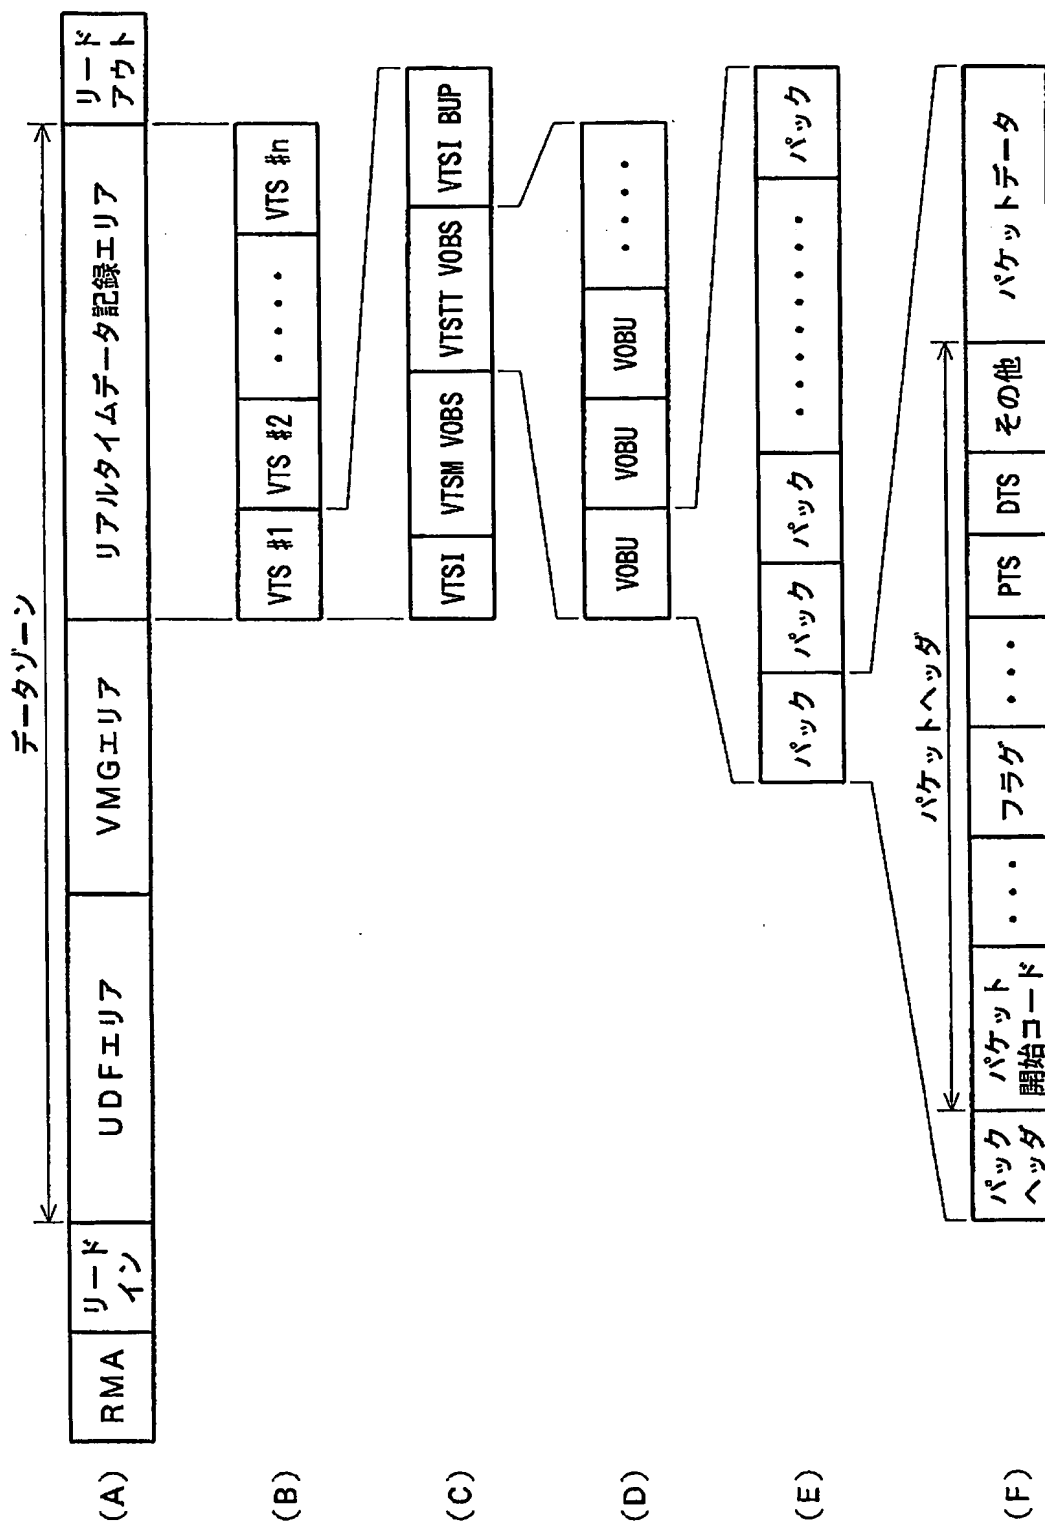 データゾーン
(A)
RMA
リード
イン
UDFエリア
VMGエリア
リアルタイムデータ記録エリア
リード
アウト
(B)
VTS #1
VTS #2
・・・・
VTS #n
(C)
VTSI
VTSM VOBS
VTSTT VOBS
VTSI BUP
(D)
VOBU
VOBU
VOBU
・・・・
(E)
パック
パック
パック
・・・・・・・・
パック
パケットヘッダ
(F)
パック
ヘッダ
パケット
開始コード
・・・
フラグ
・・・
PTS
DTS
その他
パケットデータ